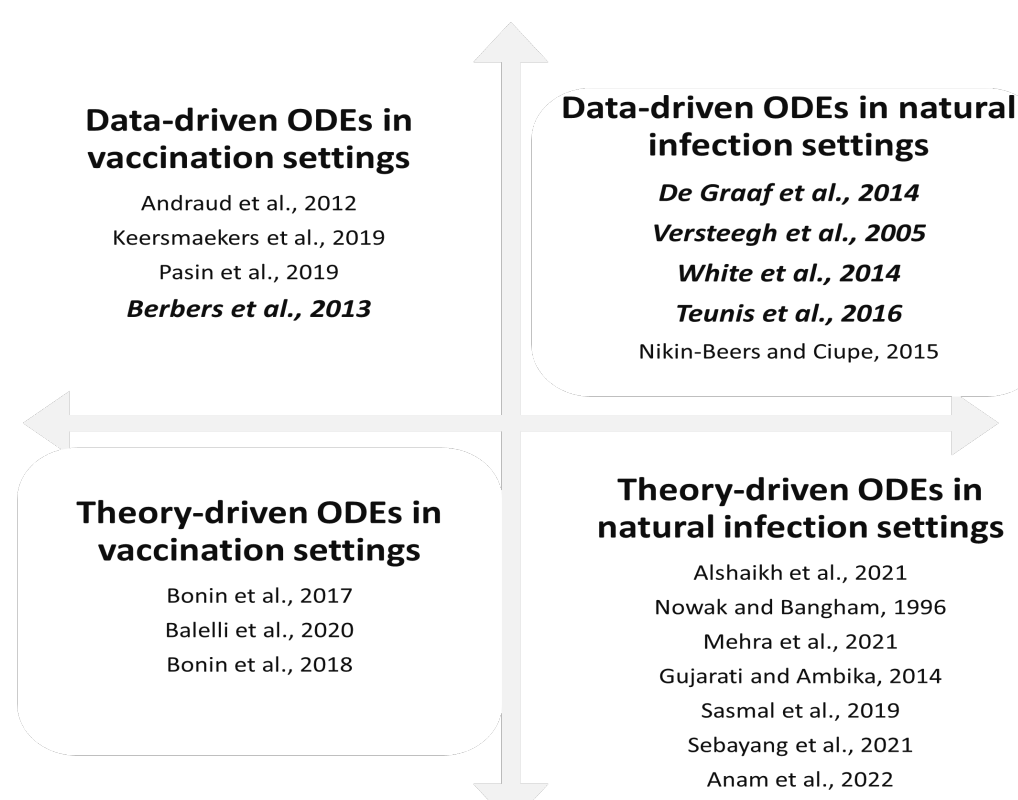 Data-driven ODEs in
vaccination settings
Andraud et al., 2012
Keersmaekers et al., 2019
Pasin et al., 2019
Berbers et al., 2013
Data-driven ODEs in natural
infection settings
De Graaf et al., 2014
Versteegh et al., 2005
White et al., 2014
Teunis et al., 2016
Nikin-Beers and Ciupe, 2015
Theory-driven ODEs in
vaccination settings
Bonin et al., 2017
Balelli et al., 2020
Bonin et al., 2018
Theory-driven ODEs in
natural infection settings
Alshaikh et al., 2021
Nowak and Bangham, 1996
Mehra et al., 2021
Gujarati and Ambika, 2014
Sasmal et al., 2019
Sebayang et al., 2021
Anam et al., 2022